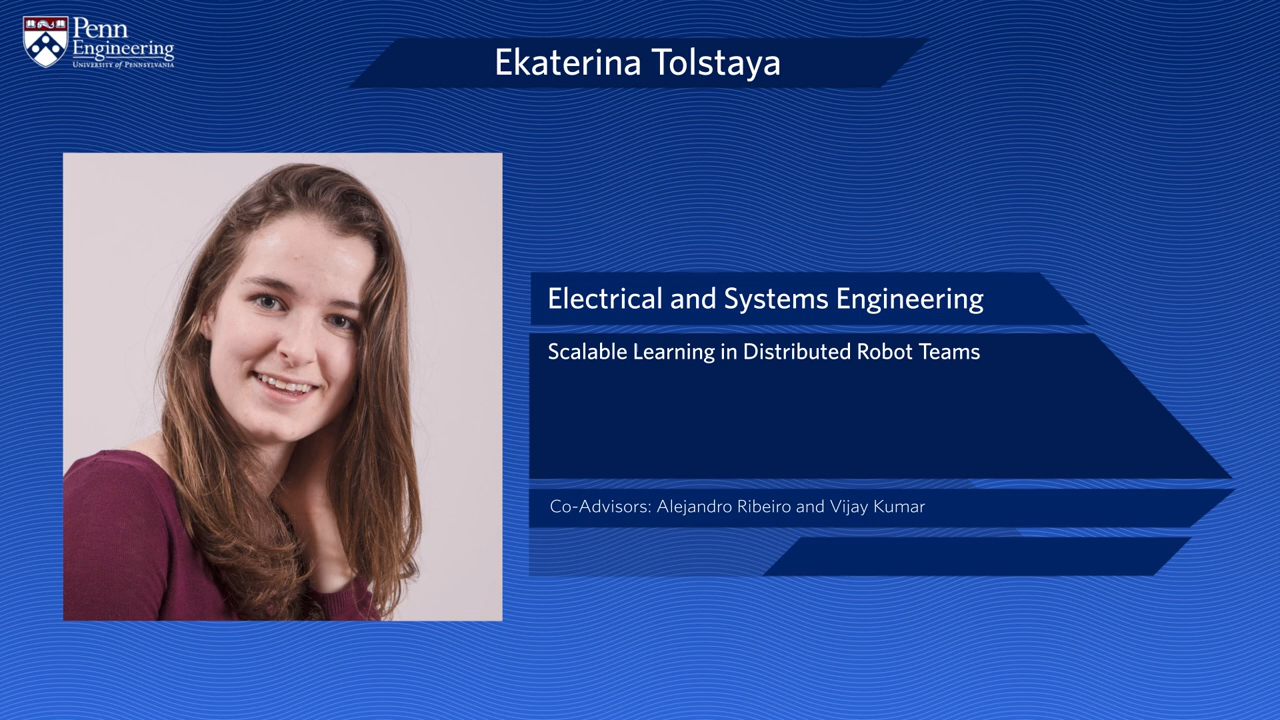 Penn
Engineering
UNIVERSITY of PENNSYLVANIA
Ekaterina Tolstaya
Electrical and Systems Engineering
Scalable Learning in Distributed Robot Teams
Co-Advisors: Alejandro Ribeiro and Vijay Kumar